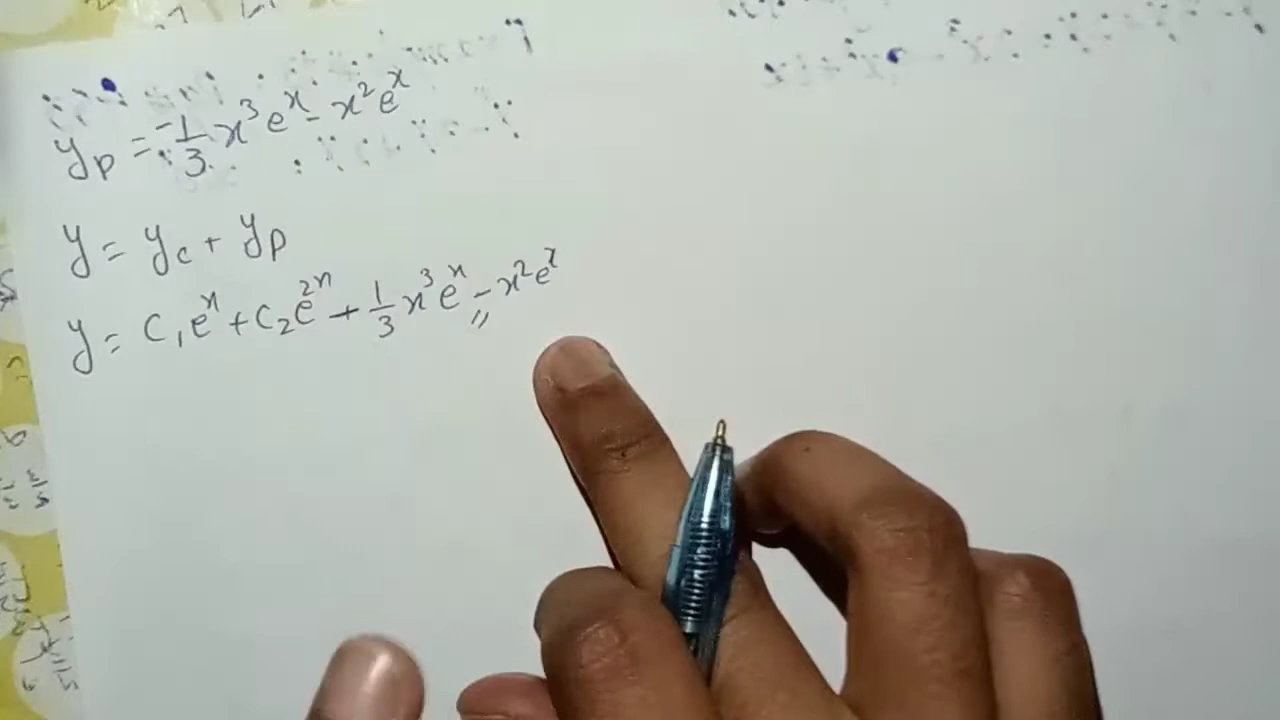 yp = -1/3 x³eˣ - x²eˣ
y = yc + yp
y = C₁eˣ + C₂e²ˣ + 1/3 x³eˣ - x²eˣ